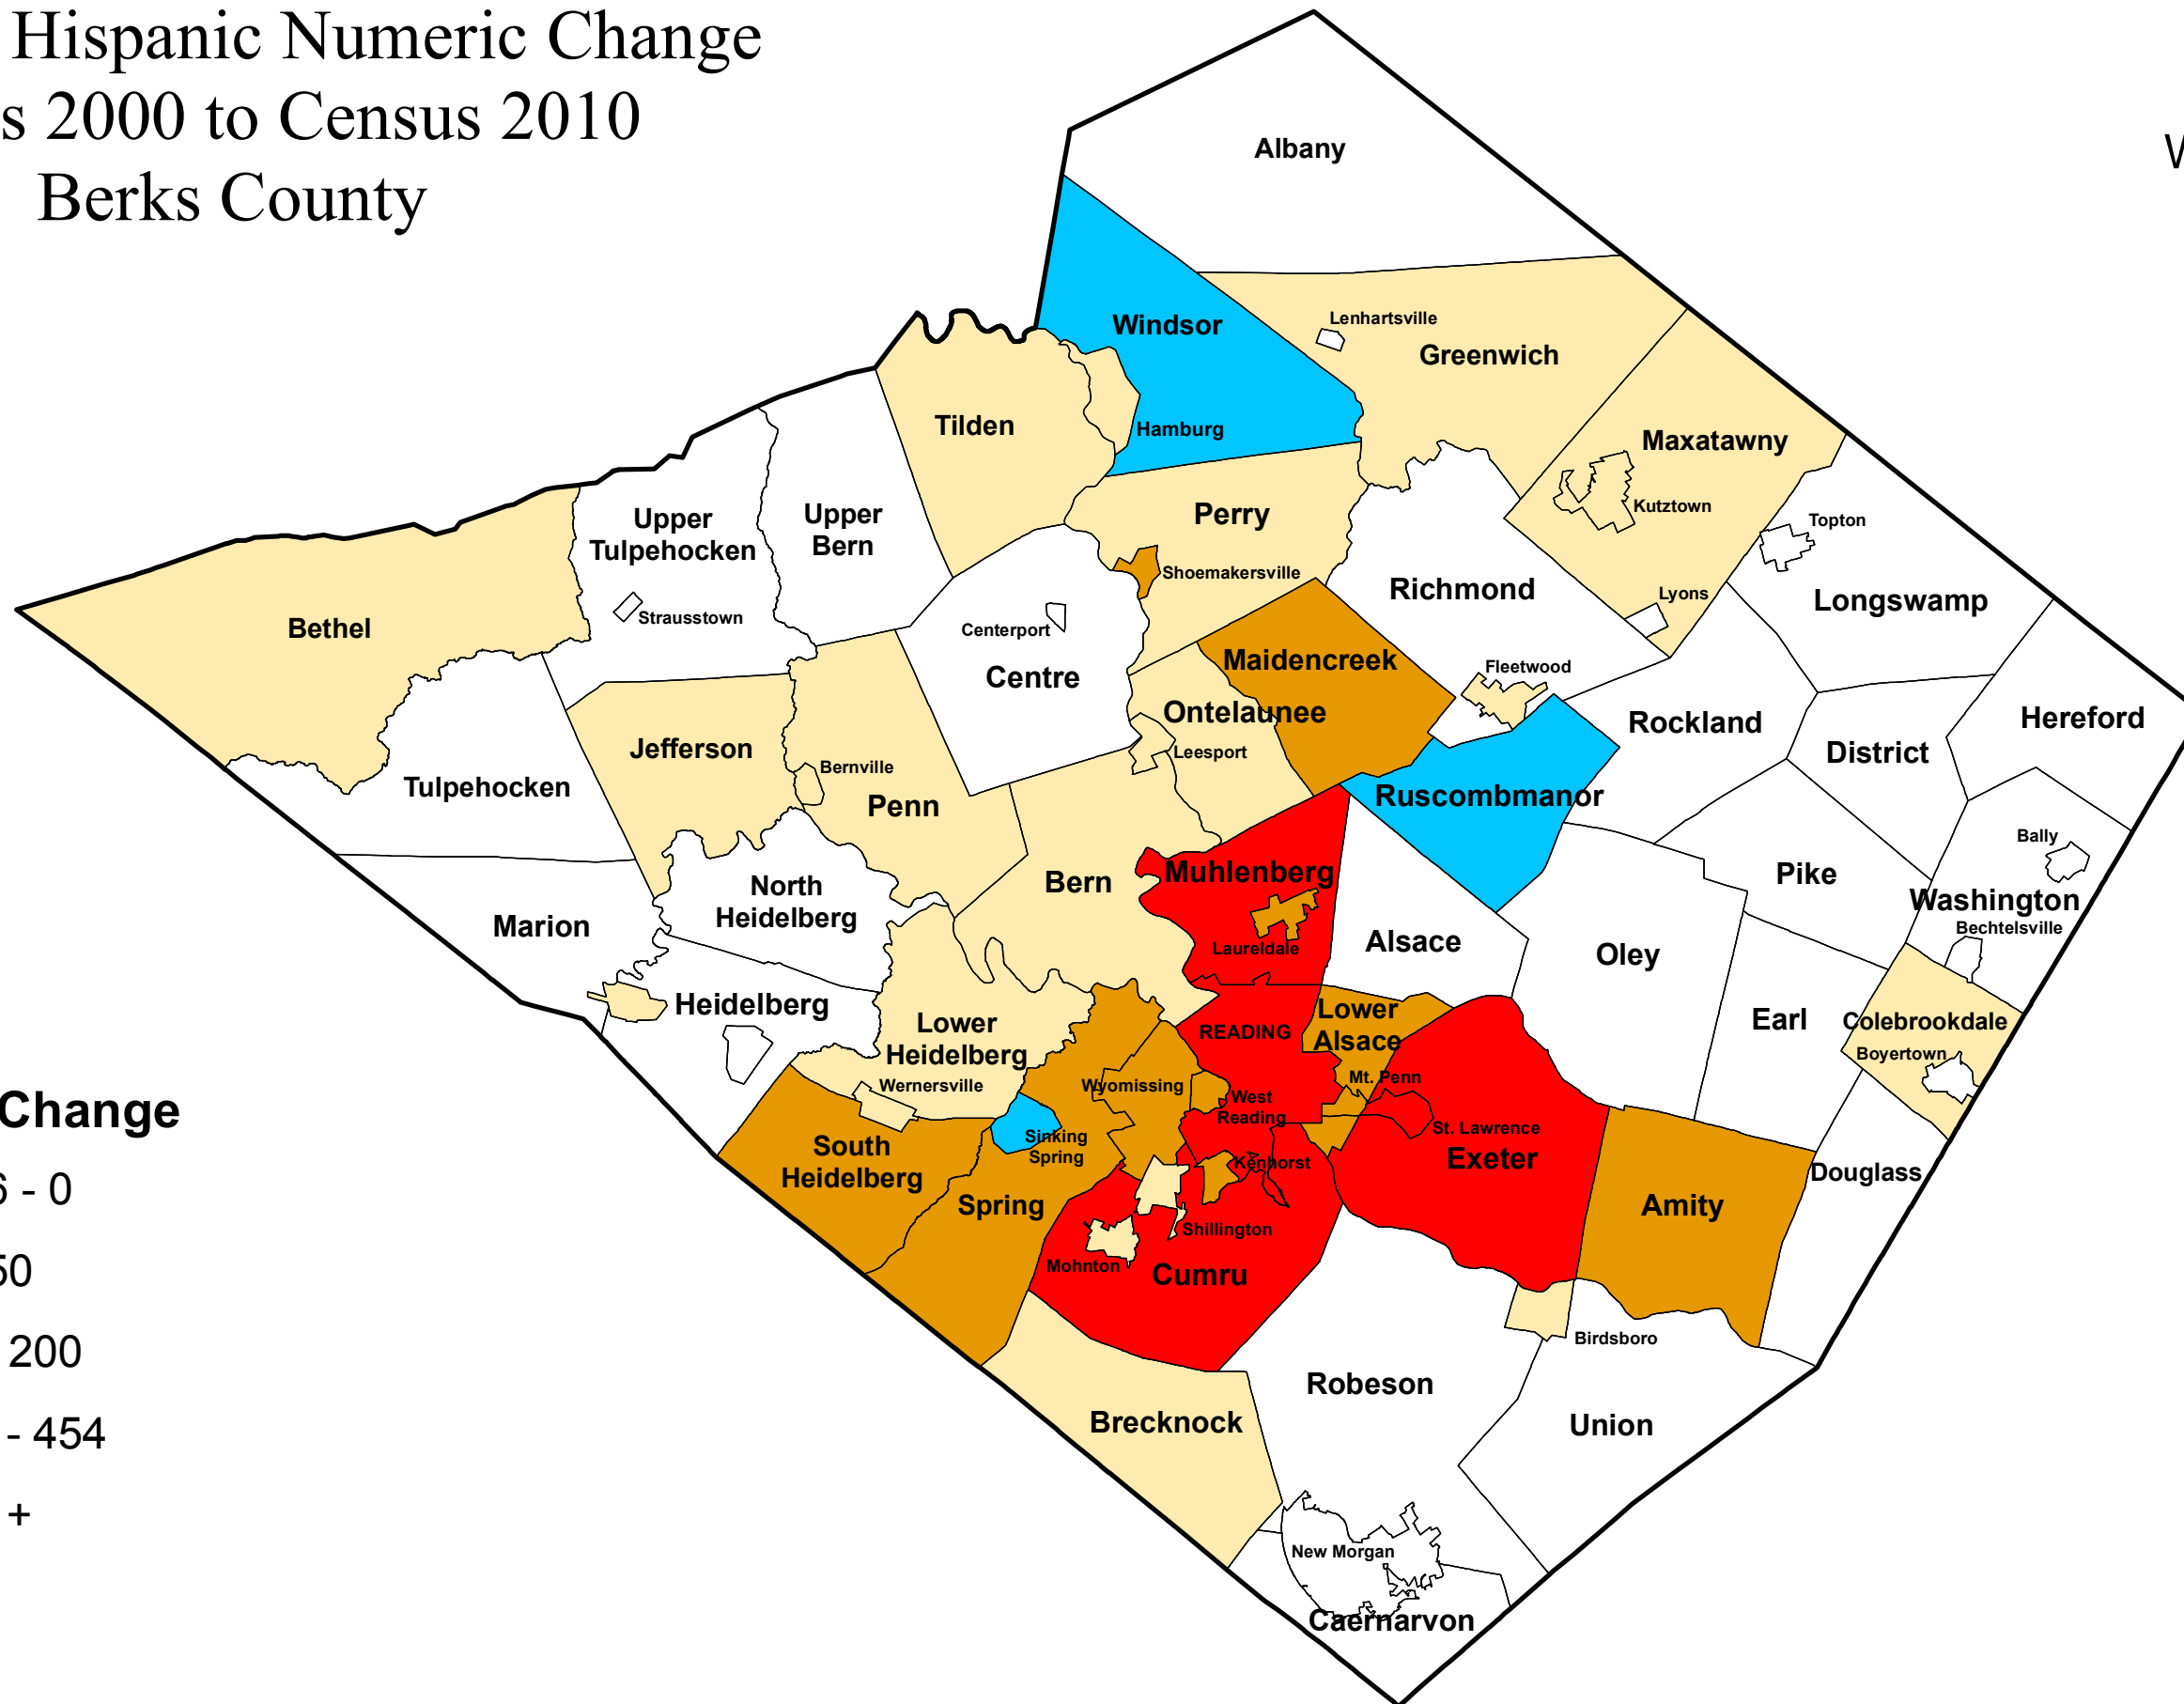 Hispanic Numeric Change
s 2000 to Census 2010
Berks County
W
Albany
Windsor
Lenhartsville
Greenwich
Tilden
Hamburg
Maxatawny
Kutztown
Upper
Tulpehocken
Upper
Bern
Perry
Topton
Shoemakersville
Richmond
Lyons
Longswamp
Bethel
Strausstown
Centerport
Centre
Maidencreek
Fleetwood
Ontelaunee
Rockland
Hereford
Jefferson
Leesport
District
Bernville
Tulpehocken
Penn
Ruscombmanor
Bally
Muhlenberg
Pike
Bern
North
Heidelberg
Washington
Marion
Laureldale
Alsace
Bechtelsville
Oley
Heidelberg
Lower
Heidelberg
READING
Lower
Alsace
Earl
Colebrookdale
Boyertown
Wernersville
Wyomissing
Mt. Penn
West
Reading
Change
St. Lawrence
Sinking
Spring
South
Heidelberg
Kenhorst
Exeter
Douglass
6 - 0
Spring
Amity
Shillington
Mohnton
Cumru
50
Birdsboro
200
Robeson
Brecknock
Union
- 454
+
New Morgan
Caernarvon